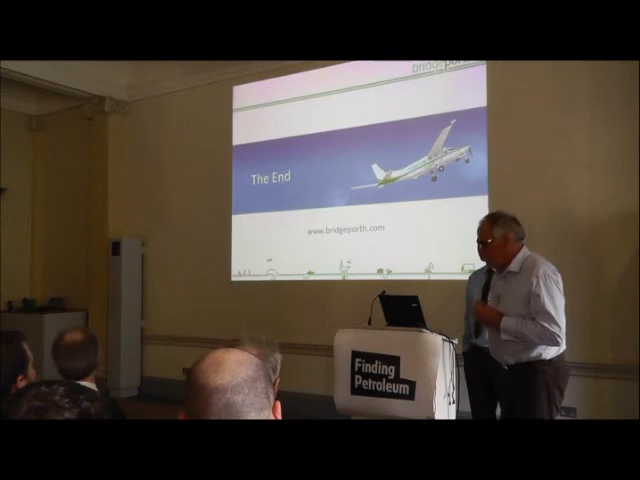 bridgeporth
The End
www.bridgeporth.com
Finding
Petroleum